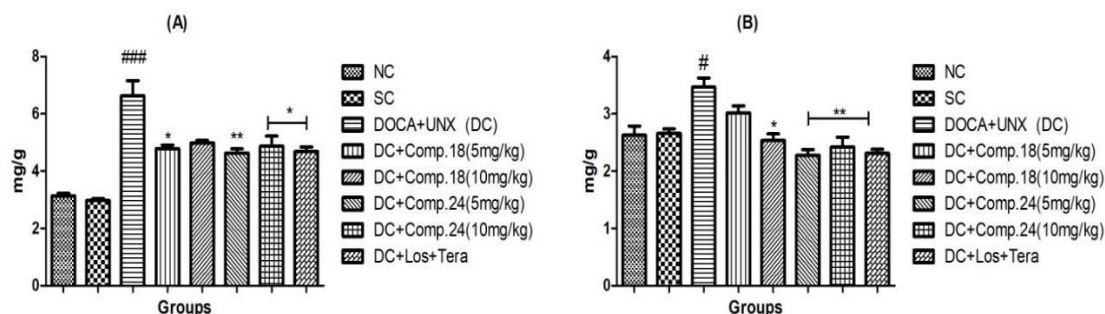 (A)
mg/g
8
6
4
2
0
###
*
**
*
Groups
NC
SC
DOCA+UNX (DC)
DC+Comp.18(5mg/kg)
DC+Comp.18(10mg/kg)
DC+Comp.24(5mg/kg)
DC+Comp.24(10mg/kg)
DC+Los+Tera
(B)
mg/g
4
3
2
1
0
#
*
**
Groups
NC
SC
DOCA+UNX (DC)
DC+Comp.18(5mg/kg)
DC+Comp.18(10mg/kg)
DC+Comp.24(5mg/kg)
DC+Comp.24(10mg/kg)
DC+Los+Tera